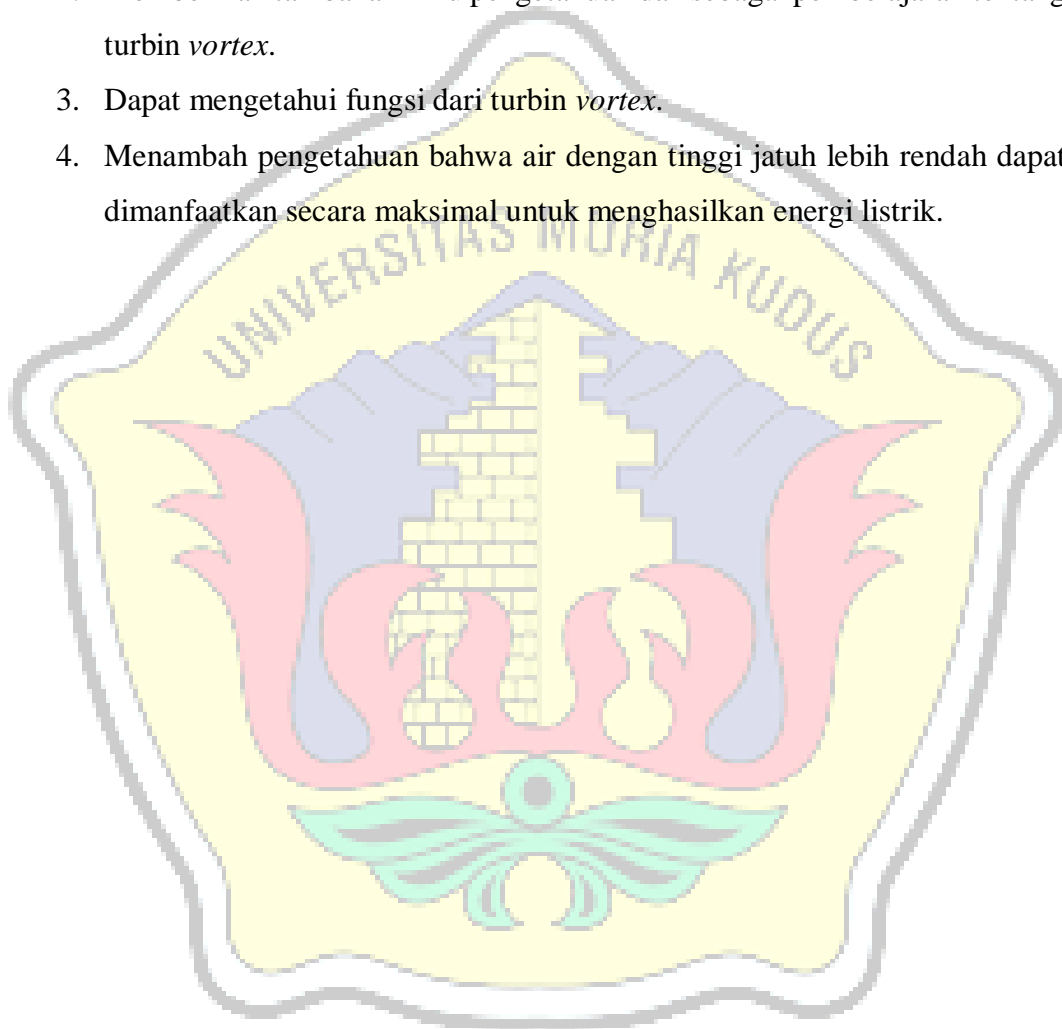 turbin vortex.
3. Dapat mengetahui fungsi dari turbin vortex.
4. Menambah pengetahuan bahwa air dengan tinggi jatuh lebih rendah dapat
dimanfaatkan secara maksimal untuk menghasilkan energi listrik.
UNIVERSITAS MURIA KUDUS